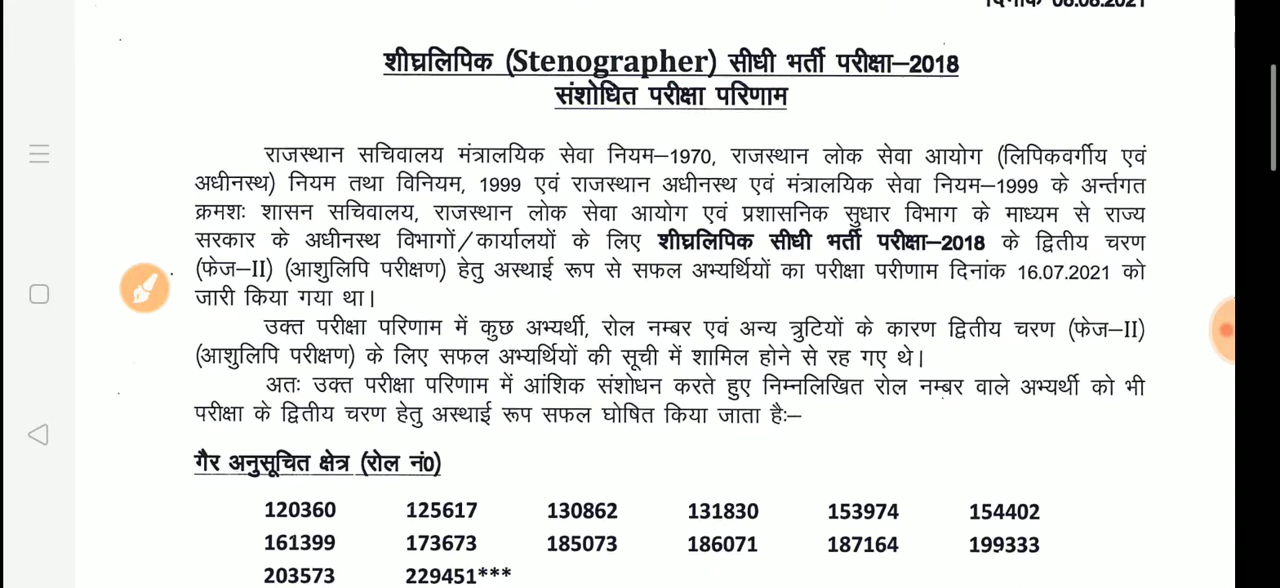 शीघ्रलिपिक (Stenographer) सीधी भर्ती परीक्षा–2018
संशोधित परीक्षा परिणाम
राजस्थान सचिवालय मंत्रालयिक सेवा नियम–1970, राजस्थान लोक सेवा आयोग (लिपिकवर्गीय एवं
अधीनस्थ) नियम तथा विनियम, 1999 एवं राजस्थान अधीनस्थ एवं मंत्रालयिक सेवा नियम–1999 के अर्न्तगत
क्रमशः शासन सचिवालय, राजस्थान लोक सेवा आयोग एवं प्रशासनिक सुधार विभाग के माध्यम से राज्य
सरकार के अधीनस्थ विभागों/कार्यालयों के लिए शीघ्रलिपिक सीधी भर्ती परीक्षा–2018 के द्वितीय चरण
(फेज–II) (आशुलिपि परीक्षण) हेतु अस्थाई रूप से सफल अभ्यर्थियों का परीक्षा परीणाम दिनांक 16.07.2021 को
जारी किया गया था।
उक्त परीक्षा परिणाम में कुछ अभ्यर्थी, रोल नम्बर एवं अन्य त्रुटियों के कारण द्वितीय चरण (फेज–II)
(आशुलिपि परीक्षण) के लिए सफल अभ्यर्थियों की सूची में शामिल होने से रह गए थे।
अतः उक्त परीक्षा परिणाम में आंशिक संशोधन करते हुए निम्नलिखित रोल नम्बर वाले अभ्यर्थी को भी
परीक्षा के द्वितीय चरण हेतु अस्थाई रूप सफल घोषित किया जाता हैः–
गैर अनुसूचित क्षेत्र (रोल नं0)
120360 125617 130862 131830 153974 154402
161399 173673 185073 186071 187164 199333
203573 229451***